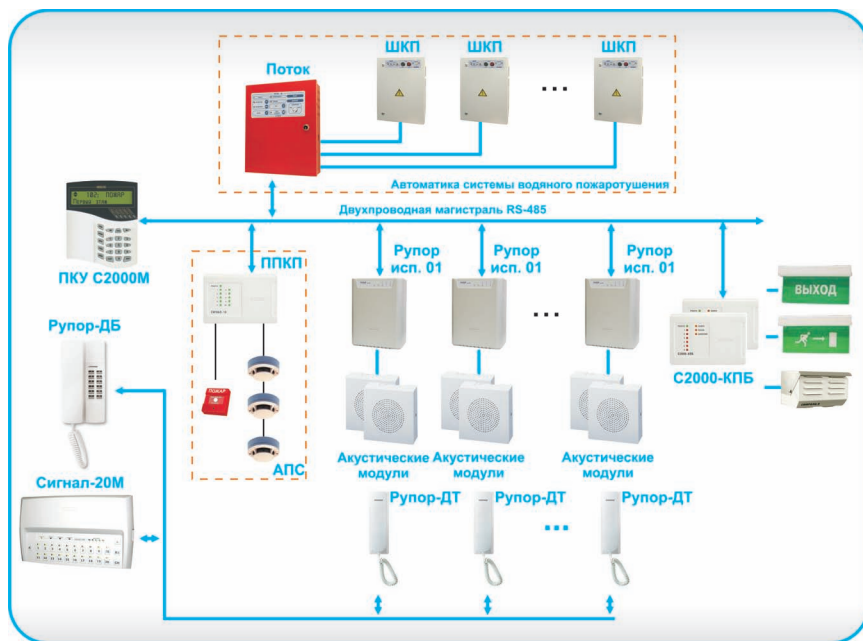 ШКП
ШКП
ШКП
Поток
Автоматика системы водяного пожаротушения
Двухпроводная магистраль RS-485
ПКУ С2000М
ППКП
Рупор
исп. 01
Рупор
исп. 01
Рупор
исп. 01
ВЫХОД
Рупор-ДБ
ПОЖАР
С2000-КПБ
АПС
Акустические
модули
Акустические
модули
Акустические
модули
Сигнал-20М
Рупор-ДТ
Рупор-ДТ
Рупор-ДТ